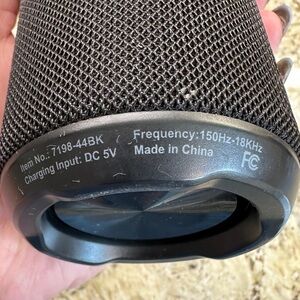 Item No.: 7198-44BK
Charging Input: DC 5V
Frequency:150Hz-18KHz
Made in China
FC